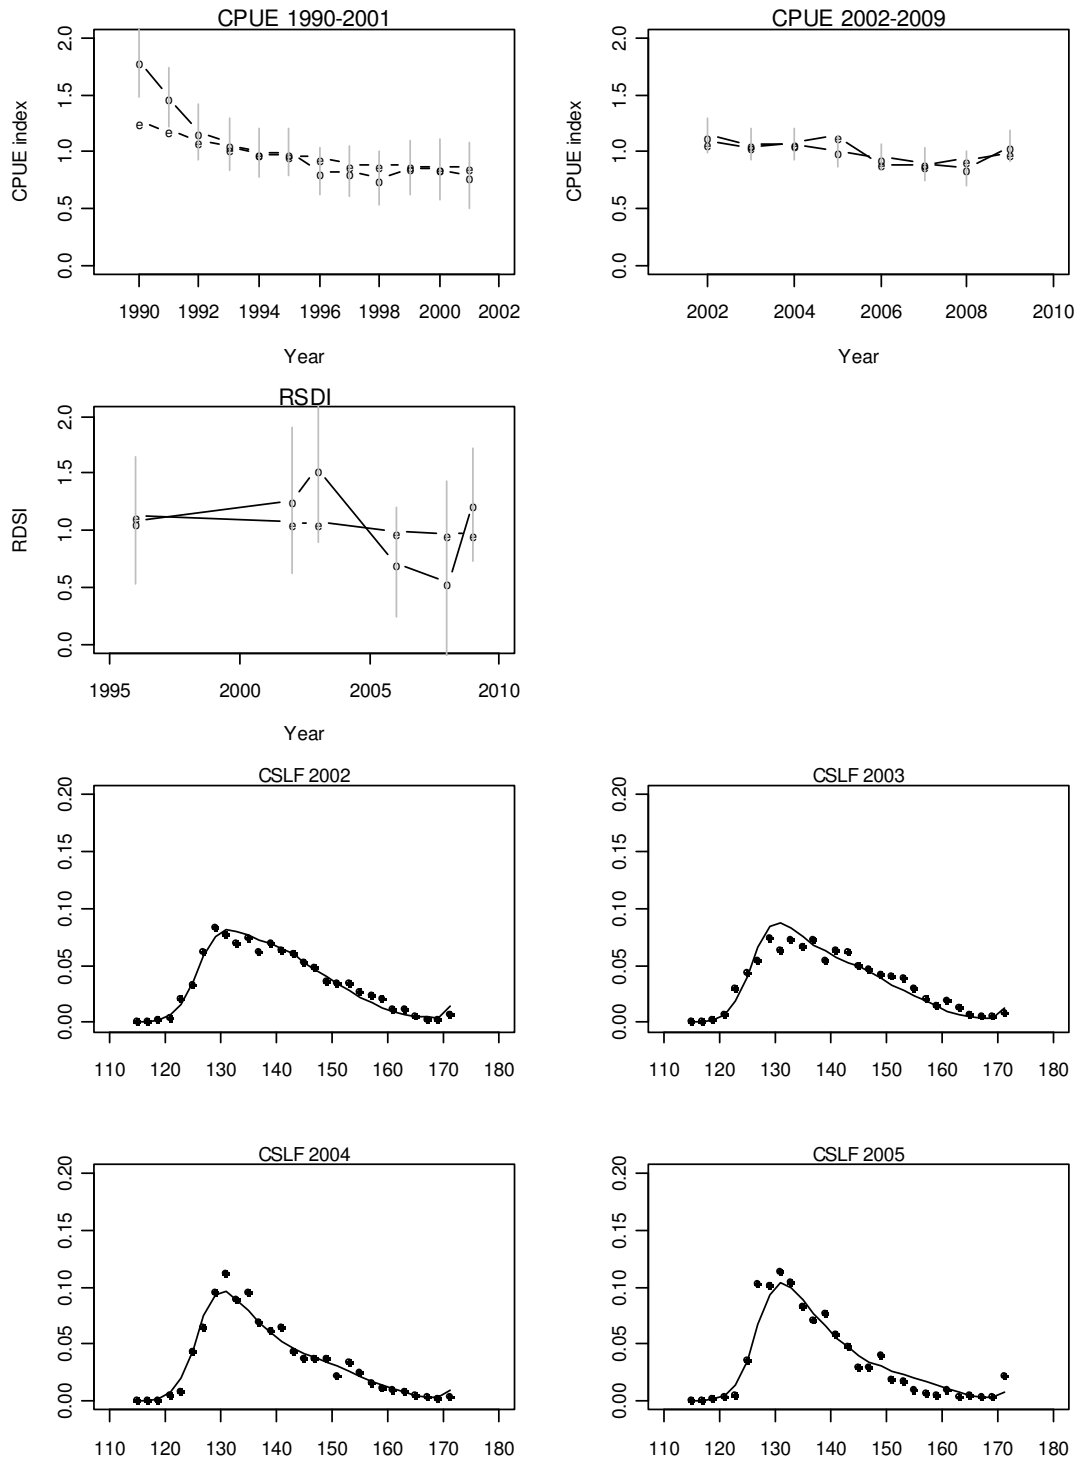 CPUE 1990-2001
CPUE index
0.0 0.5 1.0 1.5 2.0
1990 1992 1994 1996 1998 2000 2002
Year
CPUE 2002-2009
CPUE index
0.0 0.5 1.0 1.5 2.0
2002 2004 2006 2008 2010
Year
RSDI
RDSI
0.0 0.5 1.0 1.5 2.0
1995 2000 2005 2010
Year
CSLF 2002
0.00 0.05 0.10 0.15 0.20
110 120 130 140 150 160 170 180
CSLF 2003
0.00 0.05 0.10 0.15 0.20
110 120 130 140 150 160 170 180
CSLF 2004
0.00 0.05 0.10 0.15 0.20
110 120 130 140 150 160 170 180
CSLF 2005
0.00 0.05 0.10 0.15 0.20
110 120 130 140 150 160 170 180